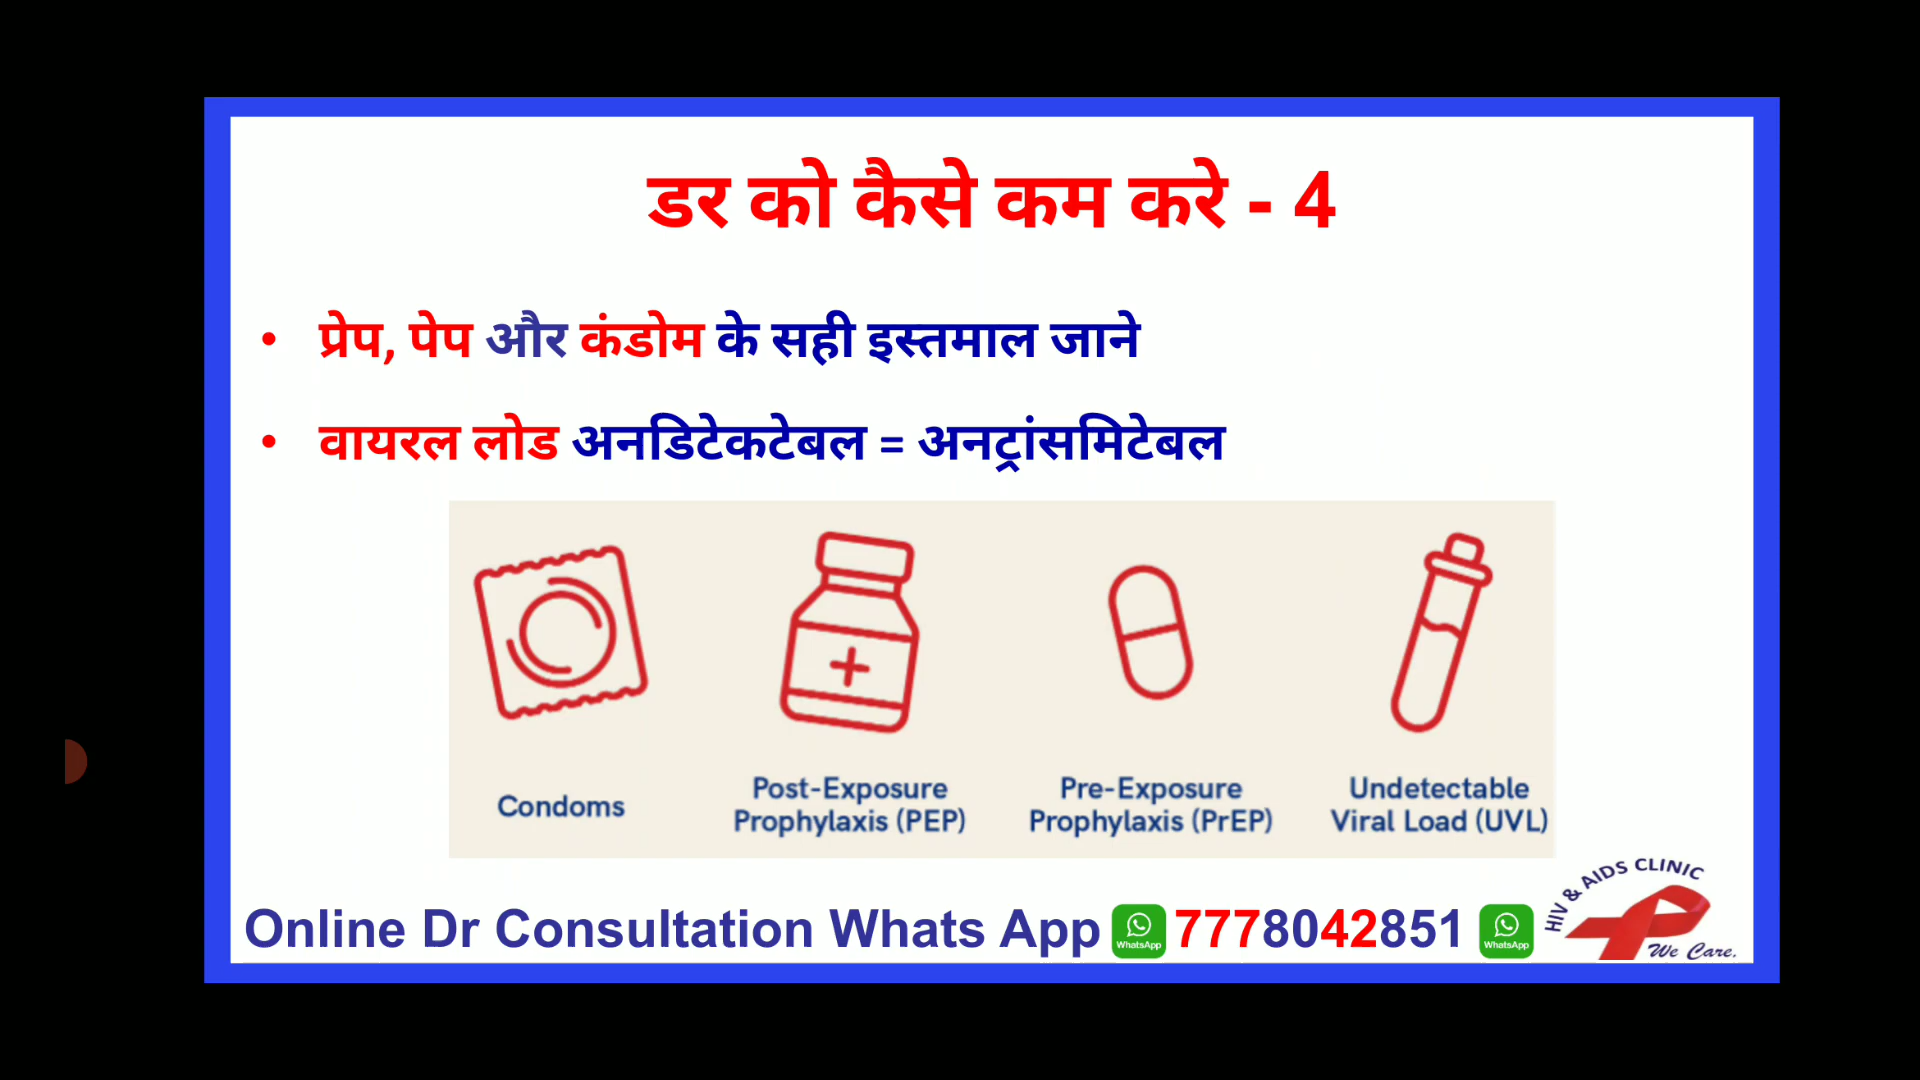 डर को कैसे कम करे - 4
• प्रेप, पेप और कंडोम के सही इस्तमाल जाने
• वायरल लोड अनडिटेकटेबल = अनट्रांसमिटेबल
Condoms
Post-Exposure
Prophylaxis (PEP)
Pre-Exposure
Prophylaxis (PrEP)
Undetectable
Viral Load (UVL)
Online Dr Consultation Whats App WhatsApp 7778042851 WhatsApp
HIV & AIDS CLINIC
We Care.